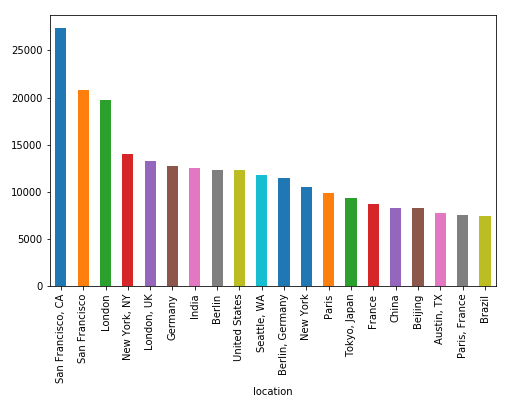 25000
20000
15000
10000
5000
0
San Francisco, CA
San Francisco
London
New York, NY
London, UK
Germany
India
Berlin
United States
Seattle, WA
Berlin, Germany
New York
Paris
Tokyo, Japan
France
China
Beijing
Austin, TX
Paris, France
Brazil
location